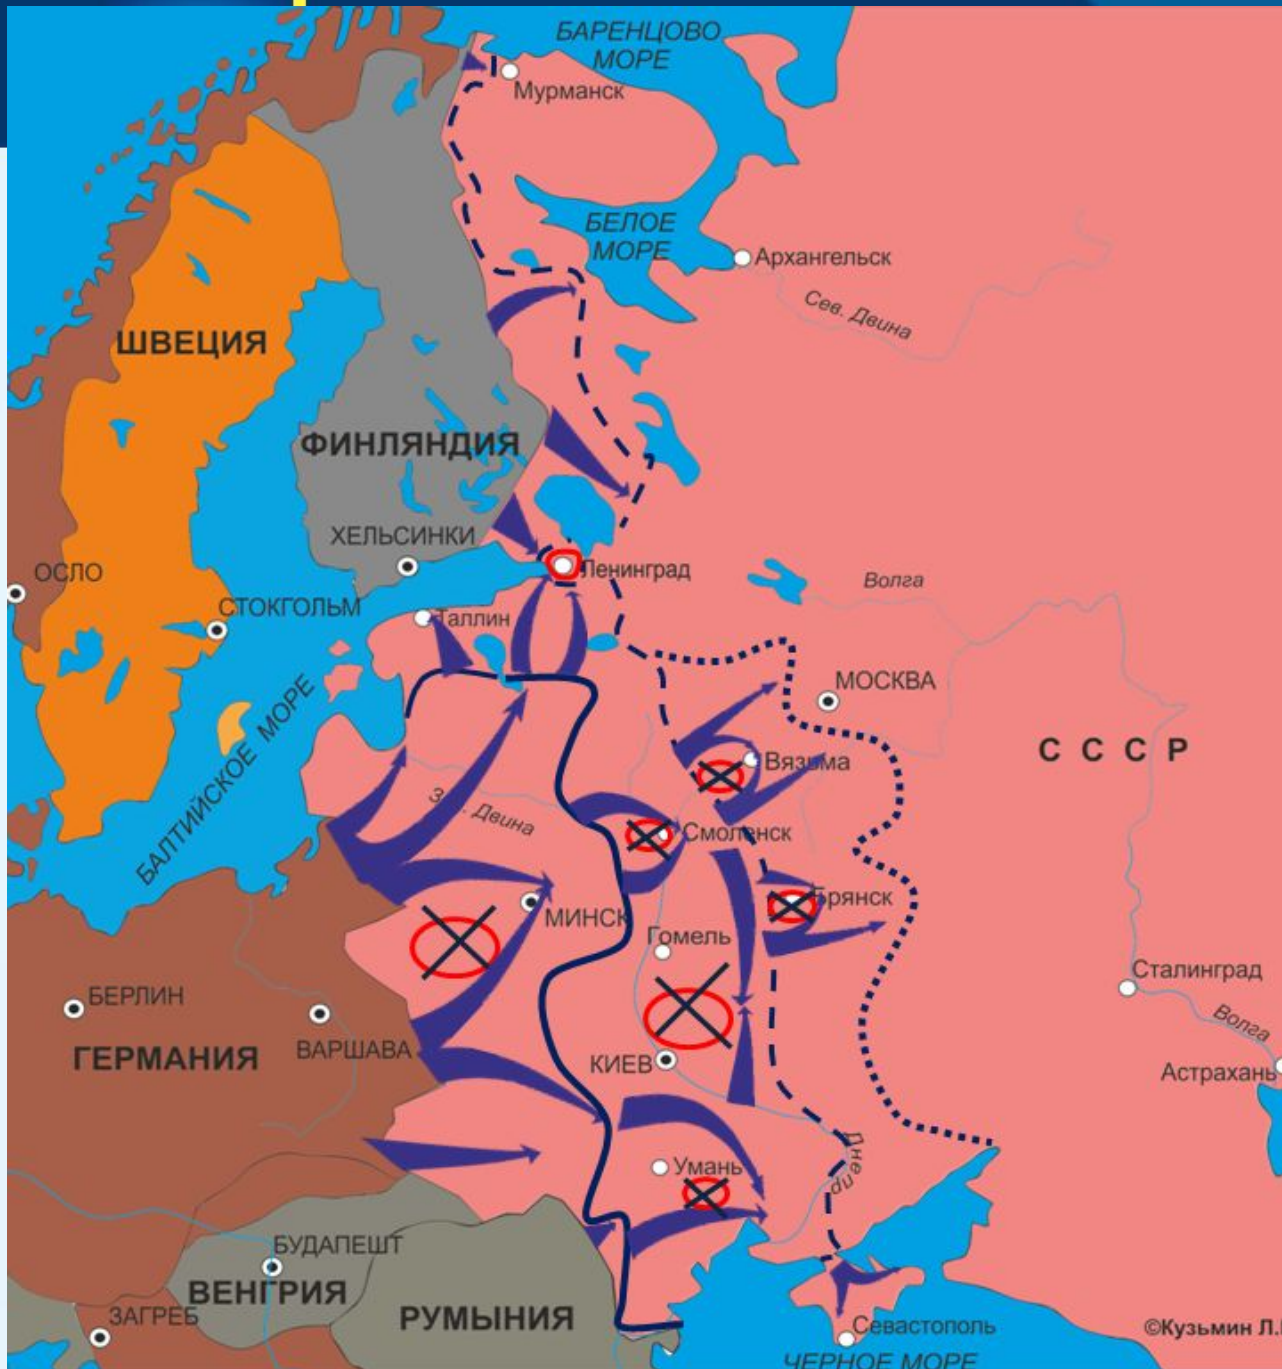 БАРЕНЦОВО
МОРЕ
Мурманск
БЕЛОЕ
МОРЕ
Архангельск
Сев. Двина
ШВЕЦИЯ
ФИНЛЯНДИЯ
ХЕЛЬСИНКИ
ОСЛО
Ленинград
Волга
СТОКГОЛЬМ
Таллин
МОСКВА
БАЛТИЙСКОЕ МОРЕ
С С С Р
Вязьма
Двина
Смоленск
Брянск
МИНСК
Гомель
Сталинград
БЕРЛИН
Волга
ВАРШАВА
ГЕРМАНИЯ
КИЕВ
Астрахань
Днепр
Умань
БУДАПЕШТ
ВЕНГРИЯ
РУМЫНИЯ
ЗАГРЕБ
Севастополь
©Кузьмин Л.
ЧЕРНОЕ МОРЕ